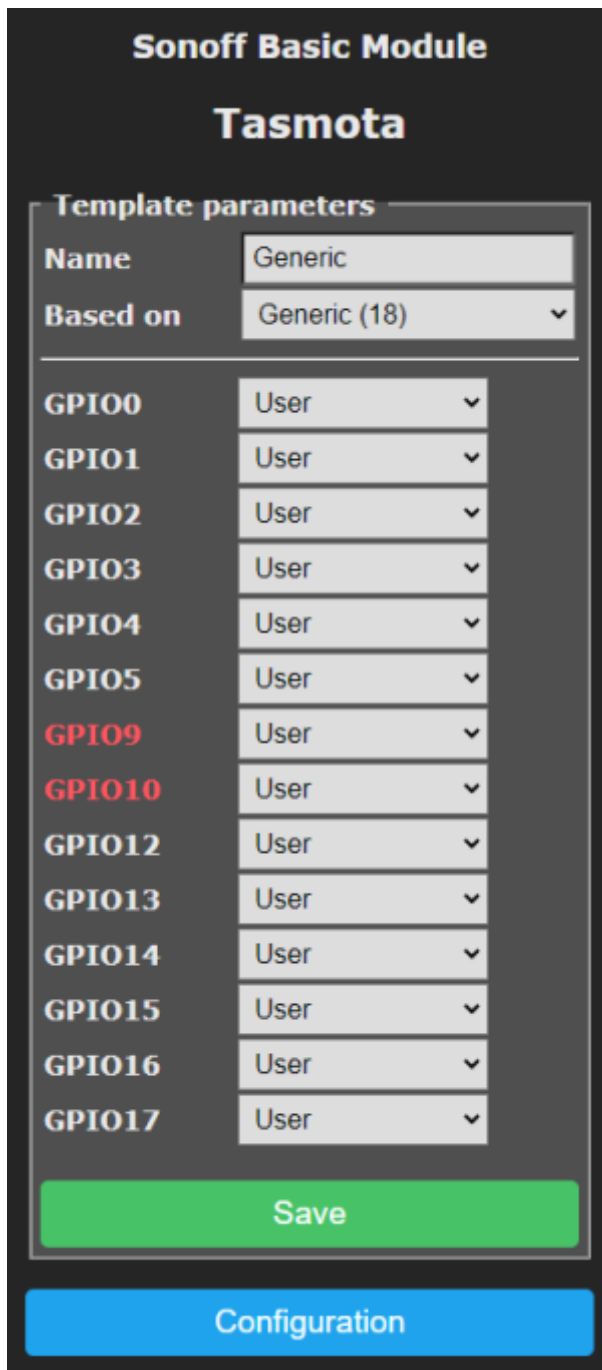 Sonoff Basic Module
Tasmota
Template parameters
Name Generic
Based on Generic (18)
GPIO0 User
GPIO1 User
GPIO2 User
GPIO3 User
GPIO4 User
GPIO5 User
GPIO9 User
GPIO10 User
GPIO12 User
GPIO13 User
GPIO14 User
GPIO15 User
GPIO16 User
GPIO17 User
Save
Configuration